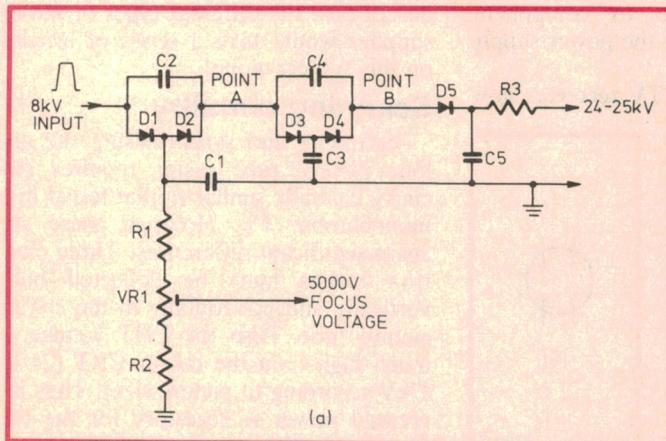 C2
C4
POINT
A
POINT
B
D5
R3
8kV
INPUT
D1
D2
D3
D4
24-25kV
C1
C3
C5
R1
VR1
5000V
FOCUS
VOLTAGE
R2
(a)